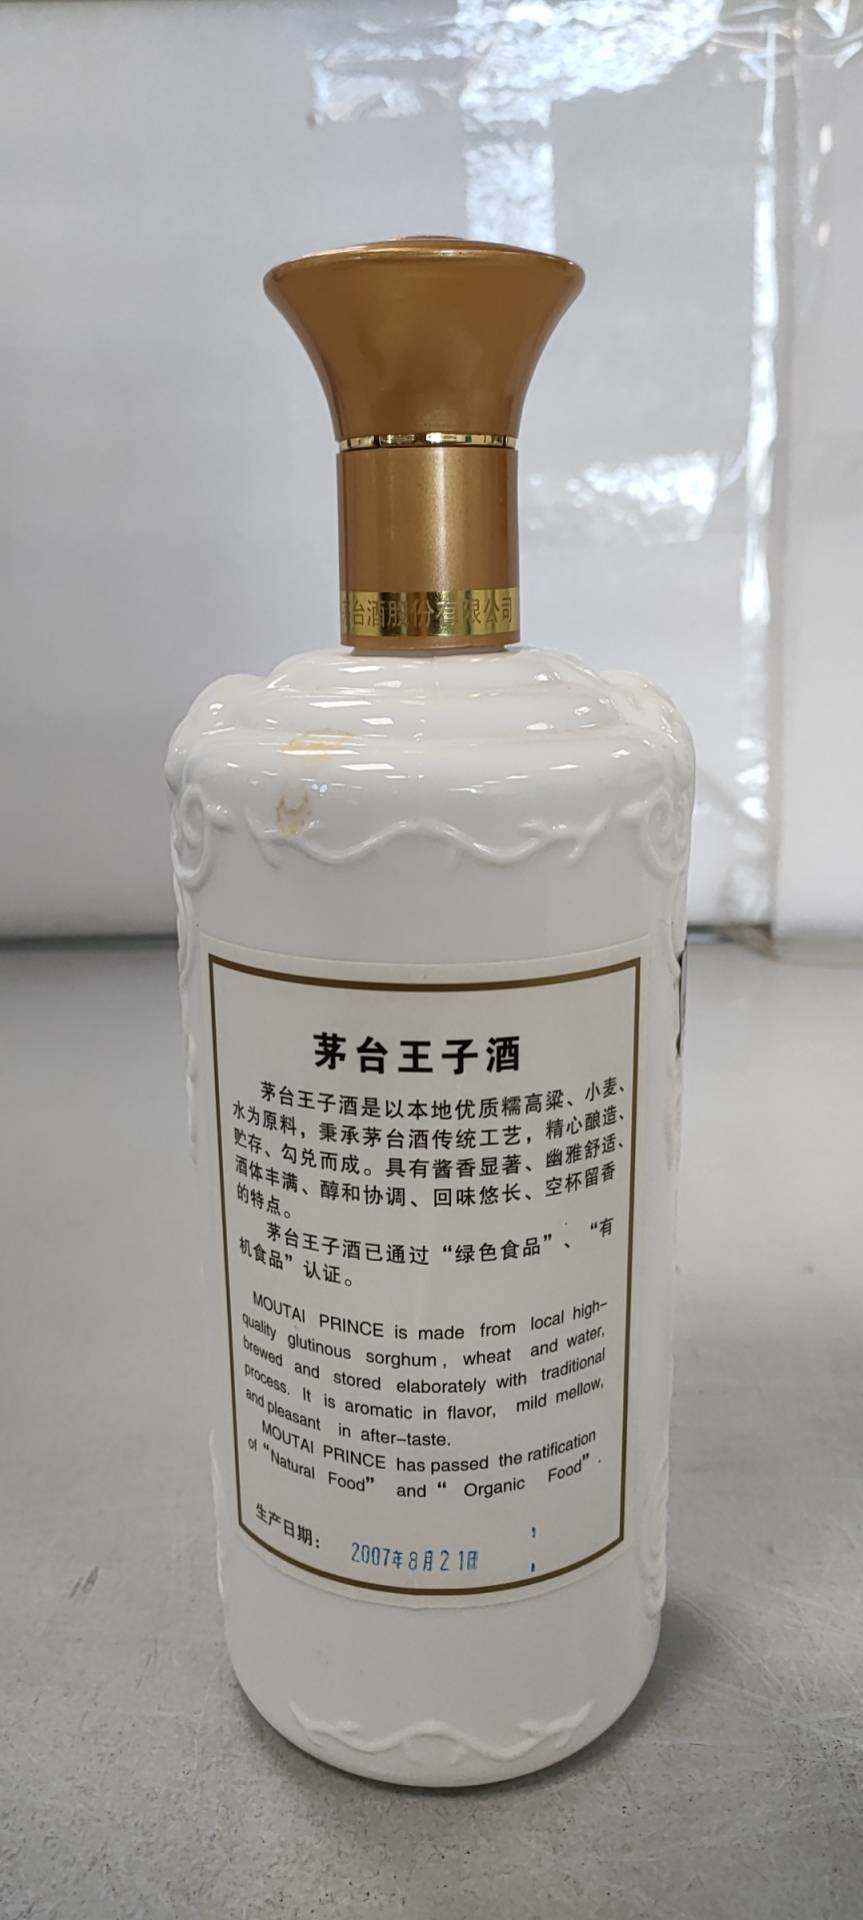 台酒股份有限公司
茅台王子酒
茅台王子酒是以本地优质糯高粱、小麦、
水为原料，秉承茅台酒传统工艺，精心酿造、
贮存、勾兑而成。具有酱香显著、幽雅舒适、
酒体丰满、醇和协调、回味悠长、空杯留香
的特点。
茅台王子酒已通过“绿色食品”、“有
机食品”认证。
MOUTAI PRINCE is made from local high-
quality glutinous sorghum, wheat and water,
brewed and stored elaborately with traditional
process. It is aromatic in flavor, mild mellow,
and pleasant in after-taste.
MOUTAI PRINCE has passed the ratification
of “Natural Food” and “ Organic Food”.
生产日期： 2007年8月21日